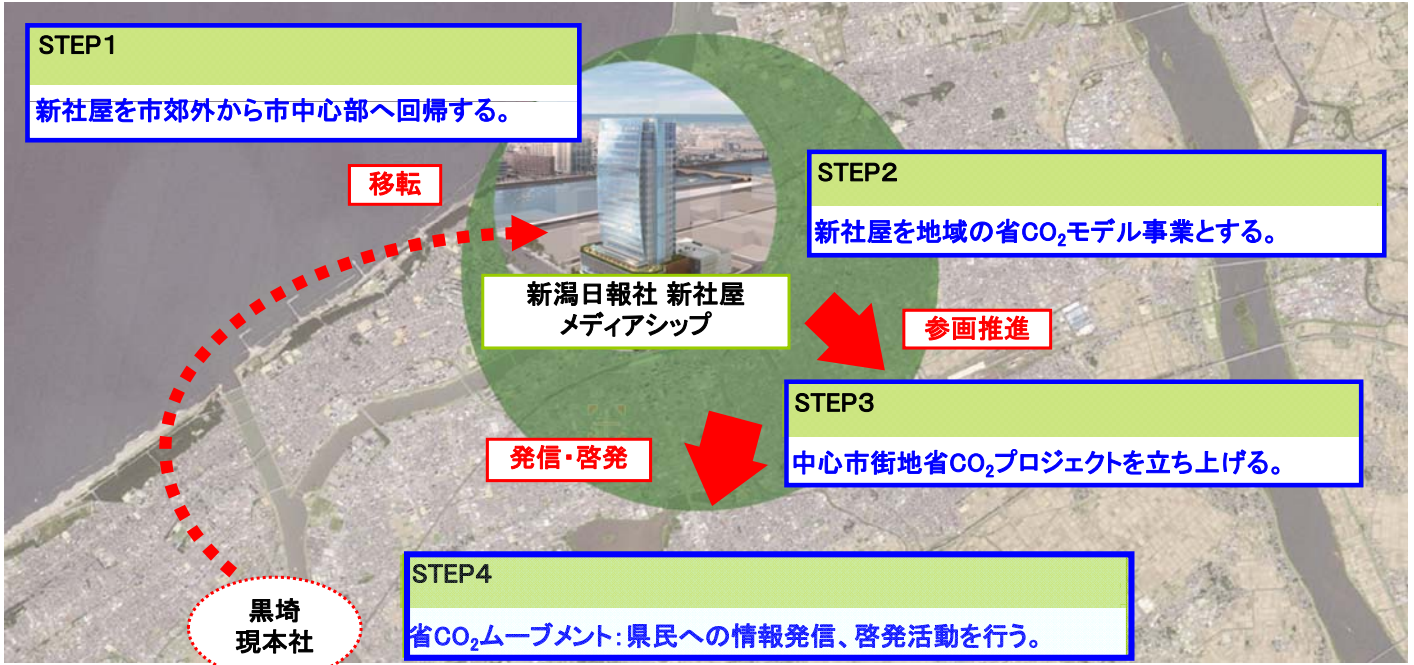 STEP1
新社屋を市郊外から市中心部へ回帰する。
移転
STEP2
新社屋を地域の省CO₂モデル事業とする。
新潟日報社 新社屋
メディアシップ
参画推進
STEP3
中心市街地省CO₂プロジェクトを立ち上げる。
発信・啓発
STEP4
省CO₂ムーブメント：県民への情報発信、啓発活動を行う。
黒埼
現本社